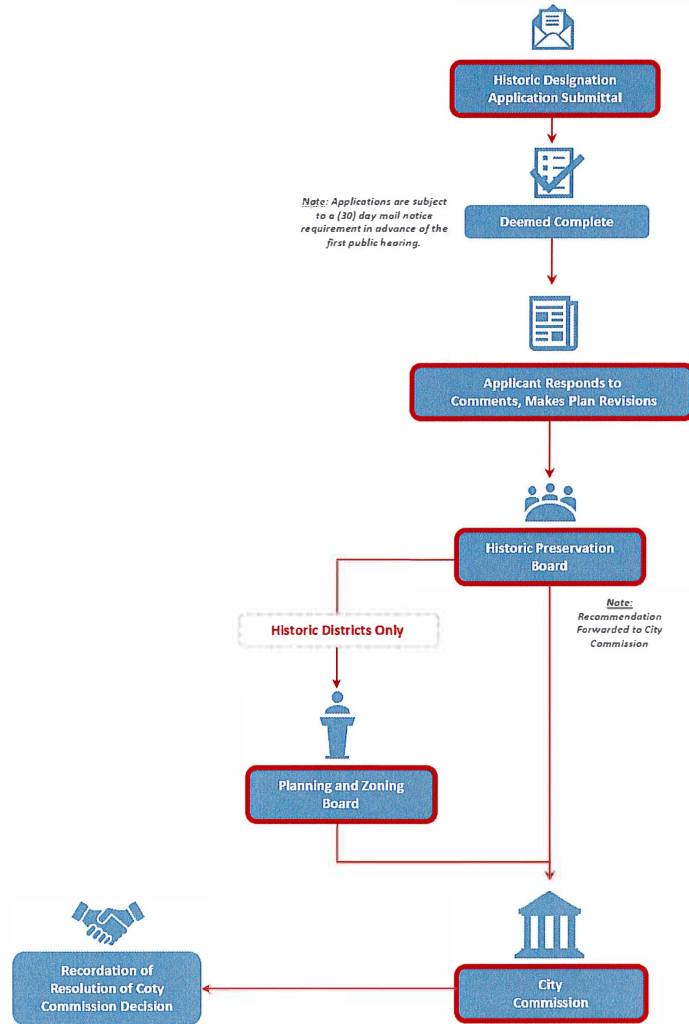 Historic Designation
Application Submittal
Note: Applications are subject
to a (30) day mail notice
requirement in advance of the
first public hearing.
Deemed Complete
Applicant Responds to
Comments, Makes Plan Revisions
Historic Preservation
Board
Note:
Recommendation
Forwarded to City
Commission
Historic Districts Only
Planning and Zoning
Board
City
Commission
Recordation of
Resolution of Coty
Commission Decision